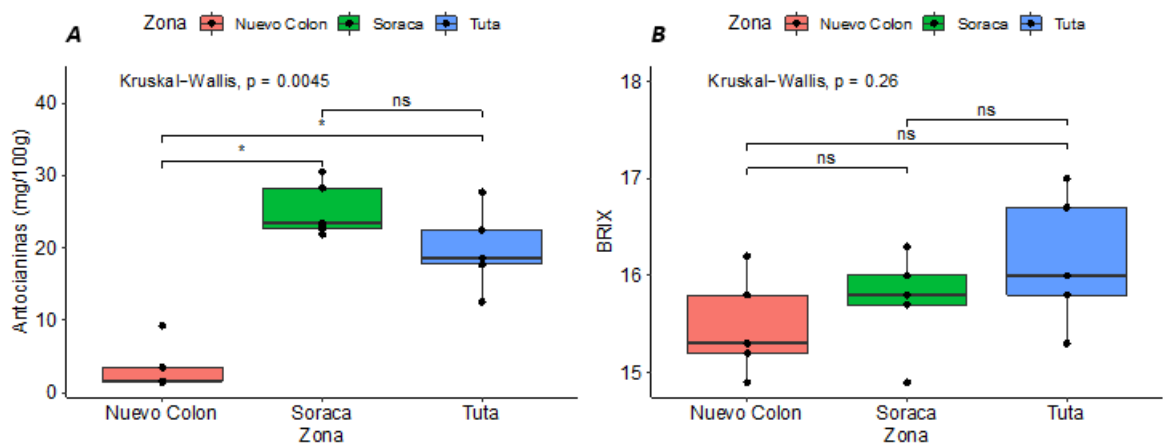 A
Zona Nuevo Colon Soraca Tuta
Kruskal-Wallis, p = 0.0045
ns
*
*
Antocianinas (mg/100g)
40
30
20
10
0
Nuevo Colon Soraca Tuta
Zona
B
Zona Nuevo Colon Soraca Tuta
Kruskal-Wallis, p = 0.26
ns
ns
ns
BRIX
18
17
16
15
Nuevo Colon Soraca Tuta
Zona